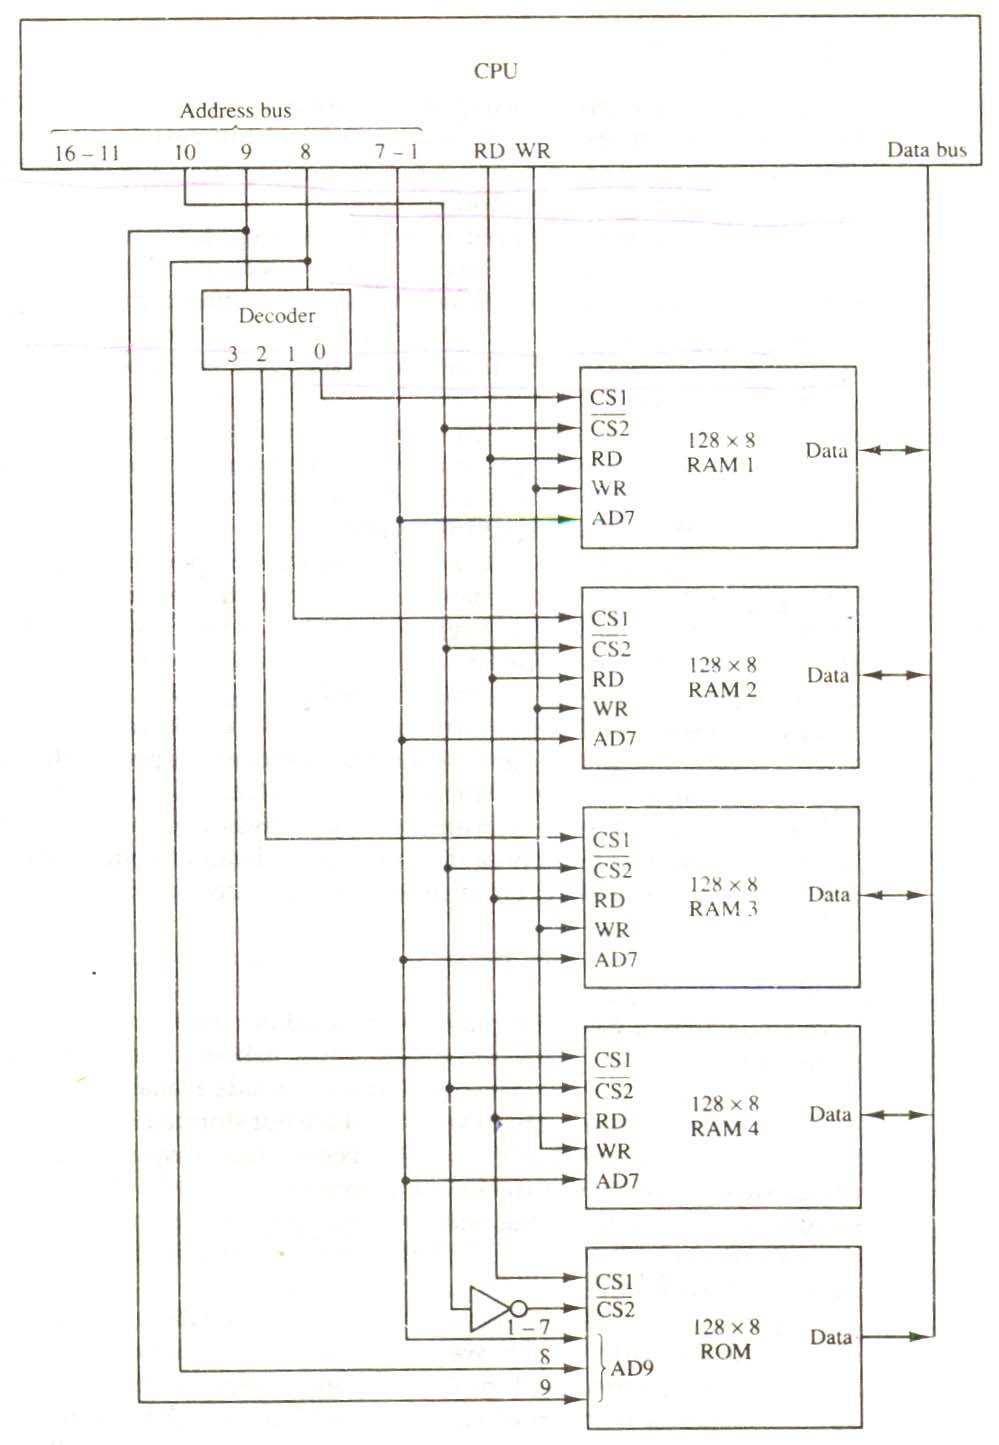 CPU
Address bus
16 – 11 10 9 8 7 – 1 RD WR Data bus
Decoder
3 2 1 0
CS1
CS2
RD
WR
AD7
128 × 8
RAM 1
Data
CS1
CS2
RD
WR
AD7
128 × 8
RAM 2
Data
CS1
CS2
RD
WR
AD7
128 × 8
RAM 3
Data
CS1
CS2
RD
WR
AD7
128 × 8
RAM 4
Data
CS1
CS2
1 – 7
8
9
AD9
128 × 8
ROM
Data